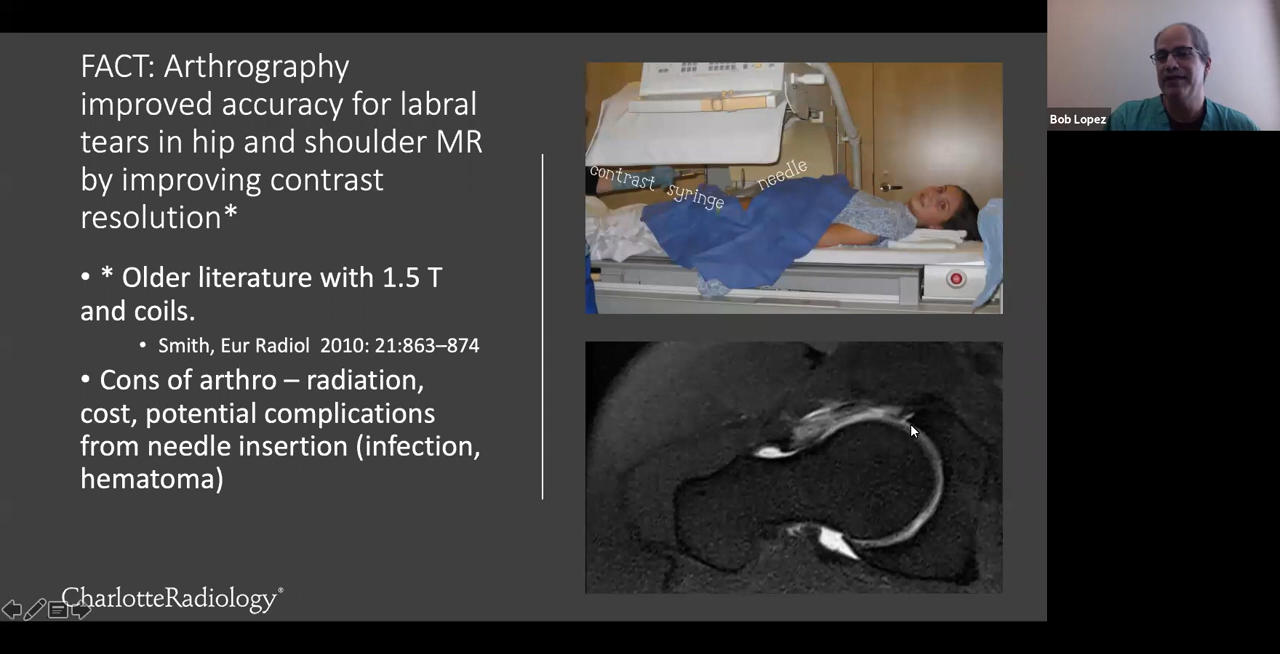 FACT: Arthrography
improved accuracy for labral
tears in hip and shoulder MR
by improving contrast
resolution*
• * Older literature with 1.5 T
and coils.
• Smith, Eur Radiol 2010: 21:863–874
• Cons of arthro – radiation,
cost, potential complications
from needle insertion (infection,
hematoma)
CharlotteRadiology®
contrast syringe
needle
Bob Lopez